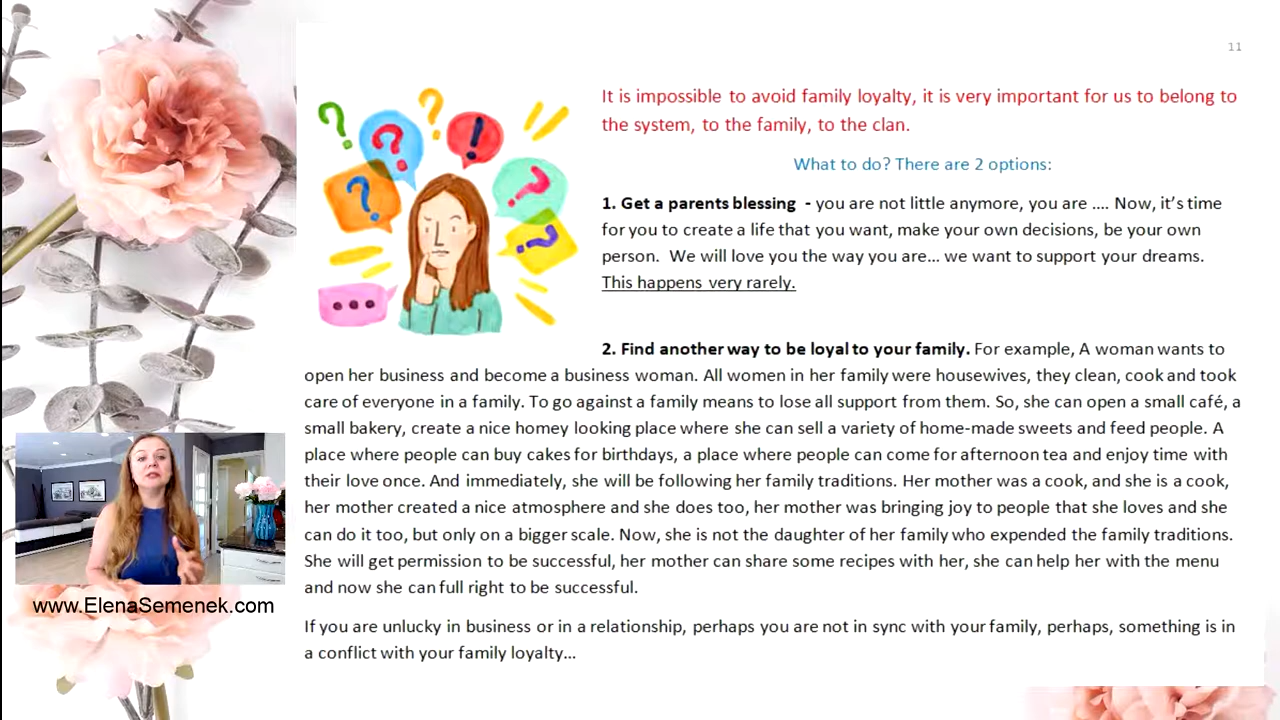 11
It is impossible to avoid family loyalty, it is very important for us to belong to
the system, to the family, to the clan.
What to do? There are 2 options:
1. Get a parents blessing - you are not little anymore, you are .... Now, it's time
for you to create a life that you want, make your own decisions, be your own
person. We will love you the way you are... we want to support your dreams.
This happens very rarely.
2. Find another way to be loyal to your family. For example, A woman wants to
open her business and become a business woman. All women in her family were housewives, they clean, cook and took
care of everyone in a family. To go against a family means to lose all support from them. So, she can open a small café, a
small bakery, create a nice homey looking place where she can sell a variety of home-made sweets and feed people. A
place where people can buy cakes for birthdays, a place where people can come for afternoon tea and enjoy time with
their love once. And immediately, she will be following her family traditions. Her mother was a cook, and she is a cook,
her mother created a nice atmosphere and she does too, her mother was bringing joy to people that she loves and she
can do it too, but only on a bigger scale. Now, she is not the daughter of her family who expended the family traditions.
She will get permission to be successful, her mother can share some recipes with her, she can help her with the menu
and now she can full right to be successful.
If you are unlucky in business or in a relationship, perhaps you are not in sync with your family, perhaps, something is in
a conflict with your family loyalty...
www.ElenaSemenek.com